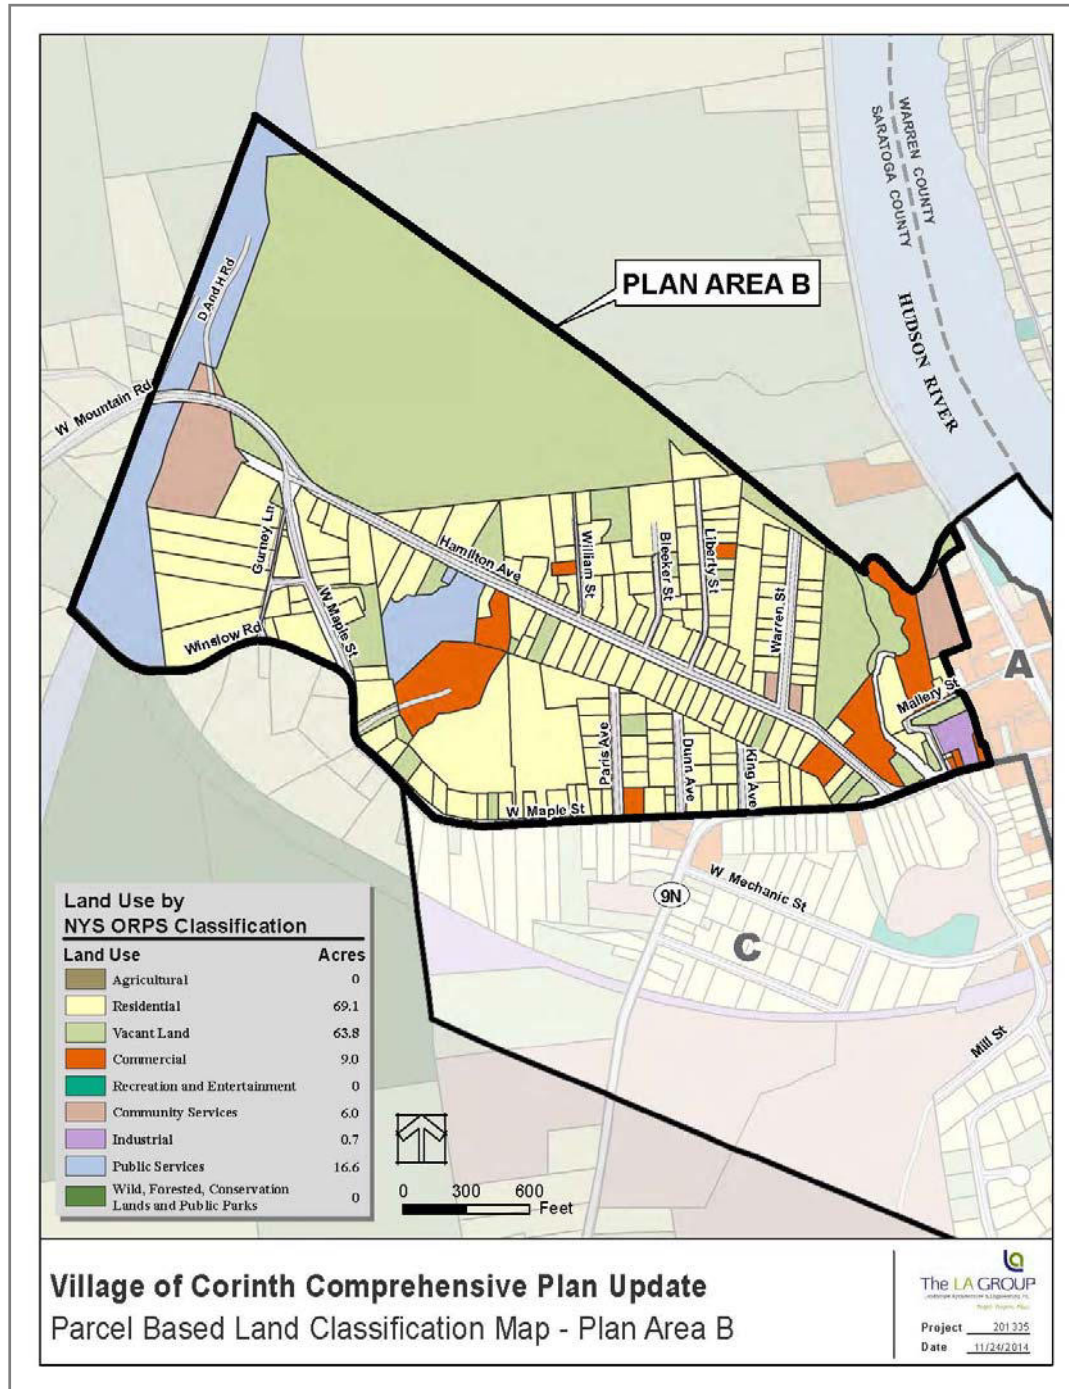 WARREN COUNTY
SARATOGA COUNTY
PLAN AREA B
HUDSON RIVER
D And H Rd
W Mountain Rd
Gurney Ln
Hamilton Ave
William St
Bleeker St
Liberty St
Warren St
W Maple St
Winslow Rd
Mallery St
A
Paris Ave
Dunn Ave
King Ave
W Maple St
9N
W Mechanic St
C
Mill St
Land Use by
NYS ORPS Classification
Land Use Acres
Agricultural 0
Residential 69.1
Vacant Land 63.8
Commercial 9.0
Recreation and Entertainment 0
Community Services 6.0
Industrial 0.7
Public Services 16.6
Wild, Forested, Conservation
Lands and Public Parks 0
0 300 600
Feet
Village of Corinth Comprehensive Plan Update
Parcel Based Land Classification Map - Plan Area B
The LA GROUP
Project 201335
Date 11/24/2014